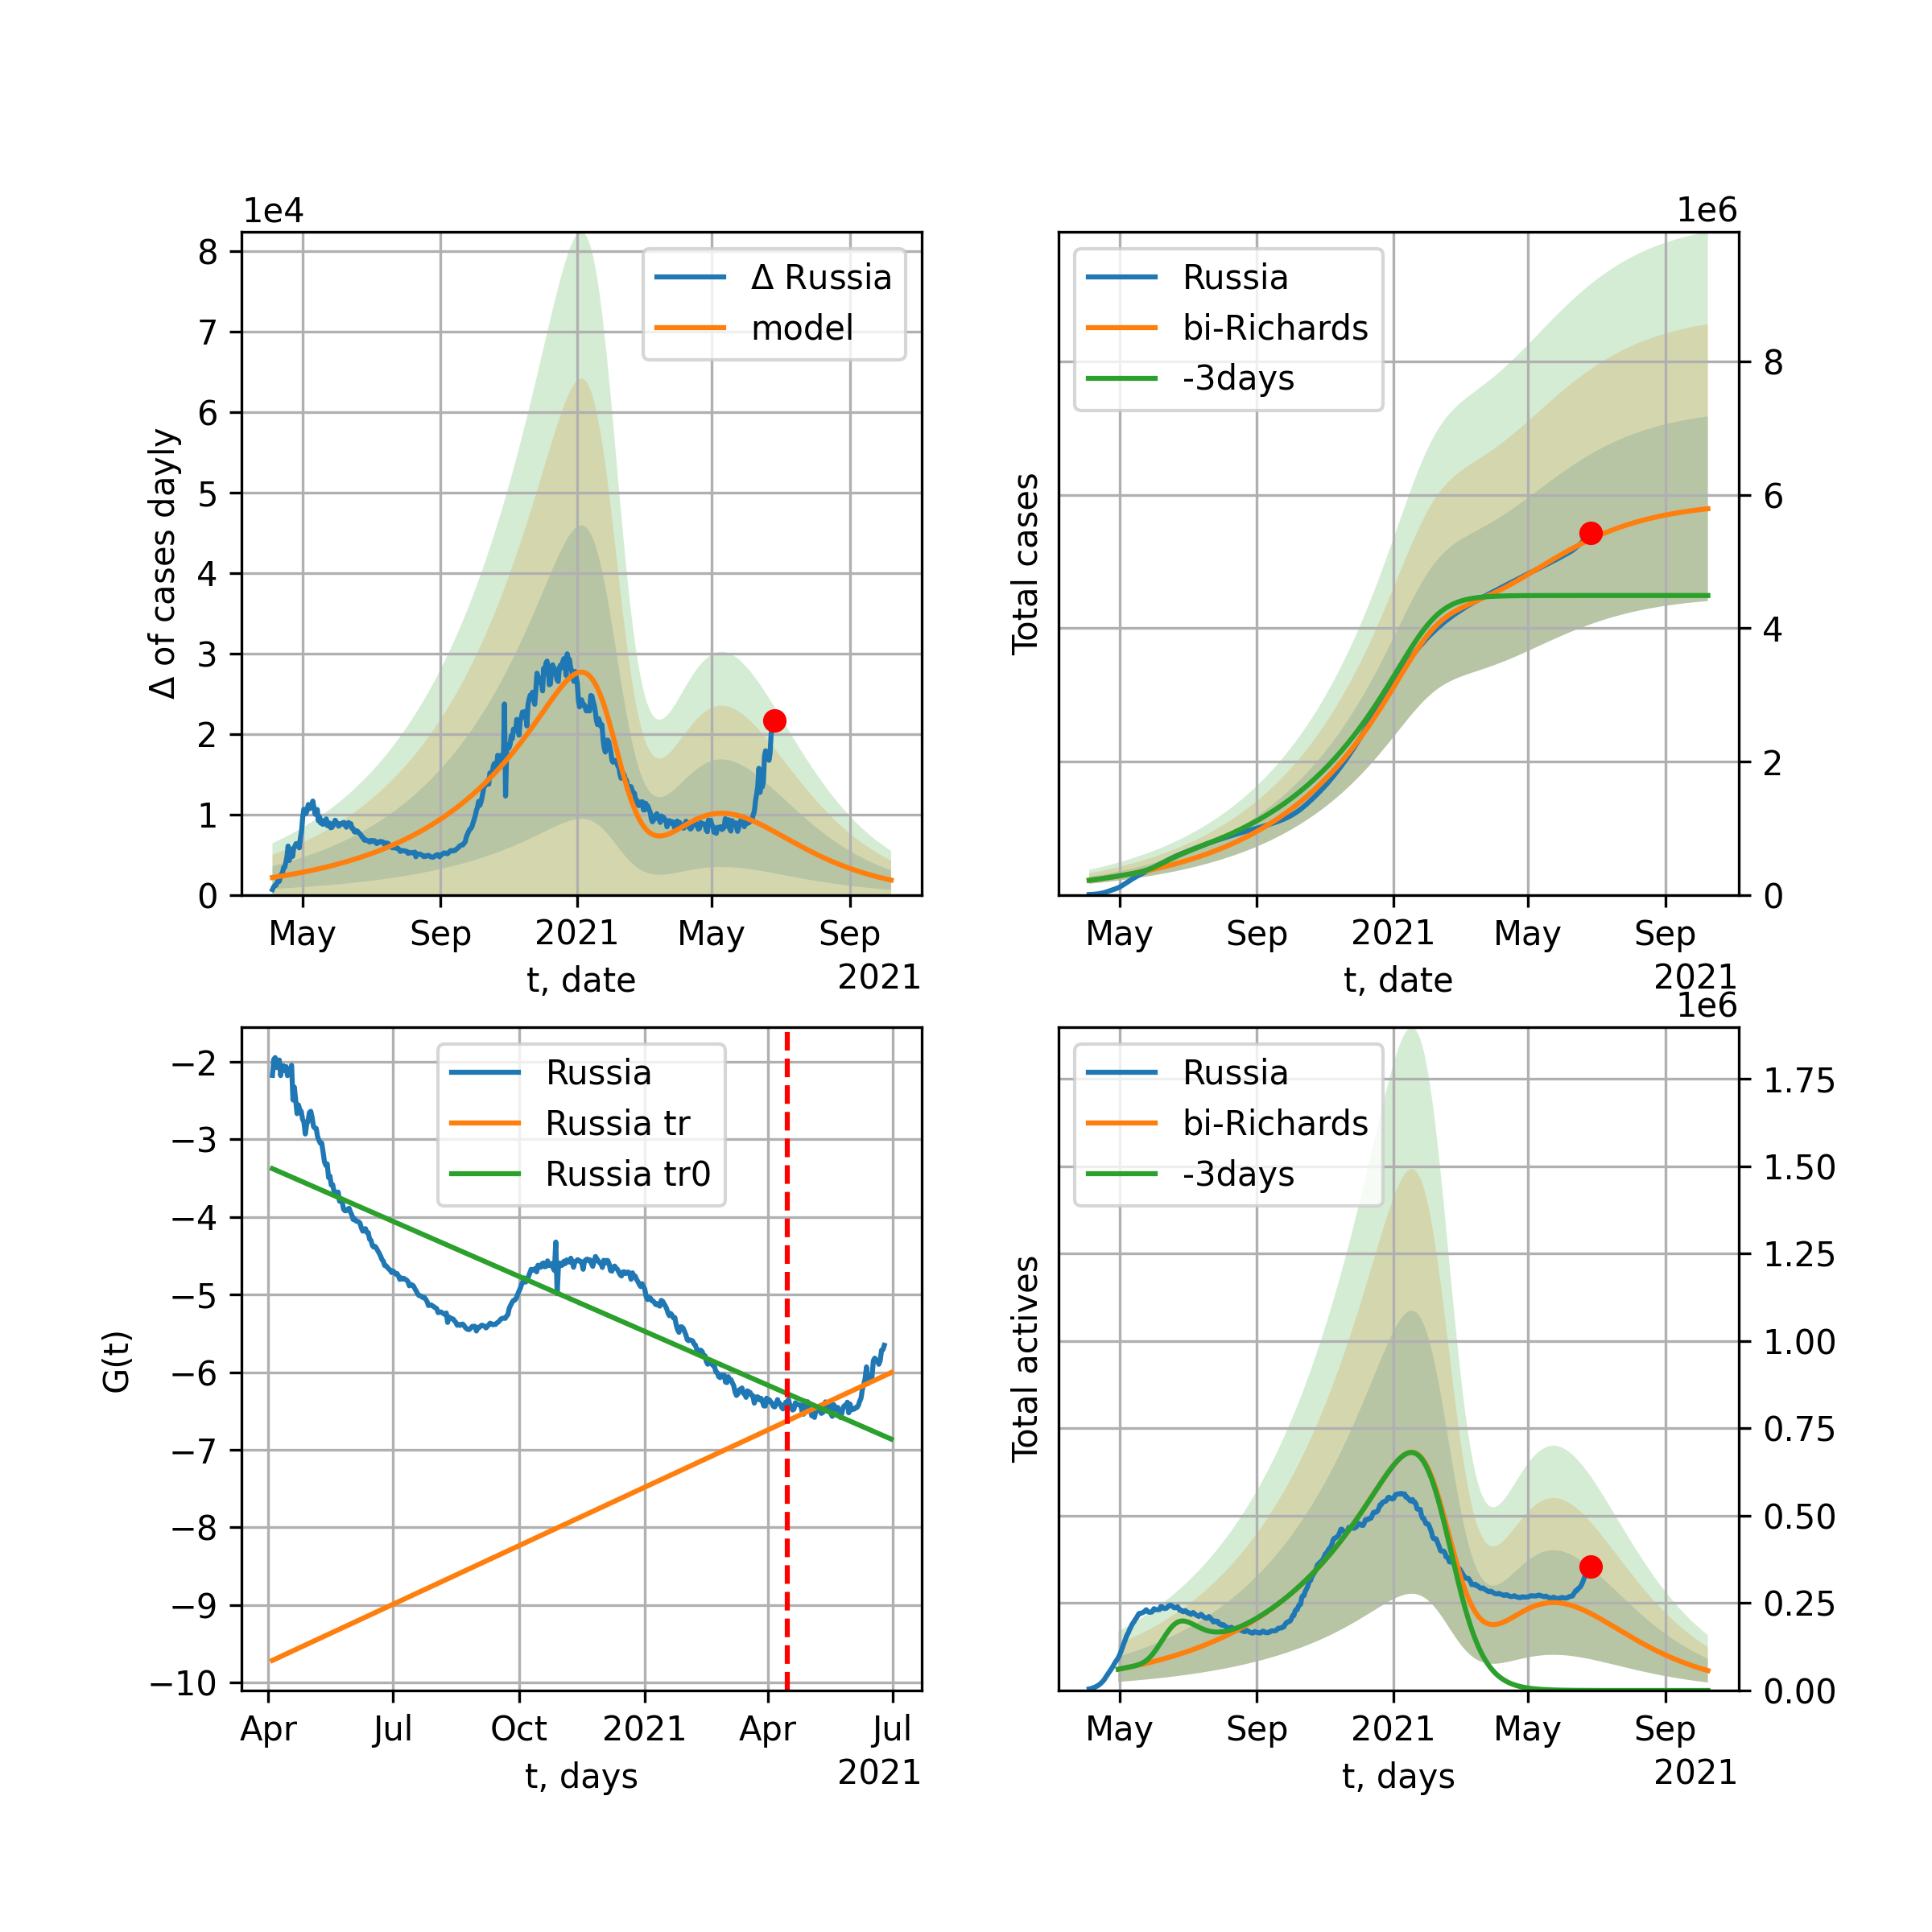 1e4
Δ of cases dayly
8
7
6
5
4
3
2
1
0
Δ Russia
model
May
Sep
2021
May
Sep
t, date
2021
1e6
Total cases
Russia
bi-Richards
-3days
8
6
4
2
0
May
Sep
2021
May
Sep
t, date
2021
G(t)
−2
−3
−4
−5
−6
−7
−8
−9
−10
Russia
Russia tr
Russia tr0
Apr
Jul
Oct
2021
Apr
Jul
t, days
2021
1e6
Total actives
Russia
bi-Richards
-3days
1.75
1.50
1.25
1.00
0.75
0.50
0.25
0.00
May
Sep
2021
May
Sep
t, days
2021